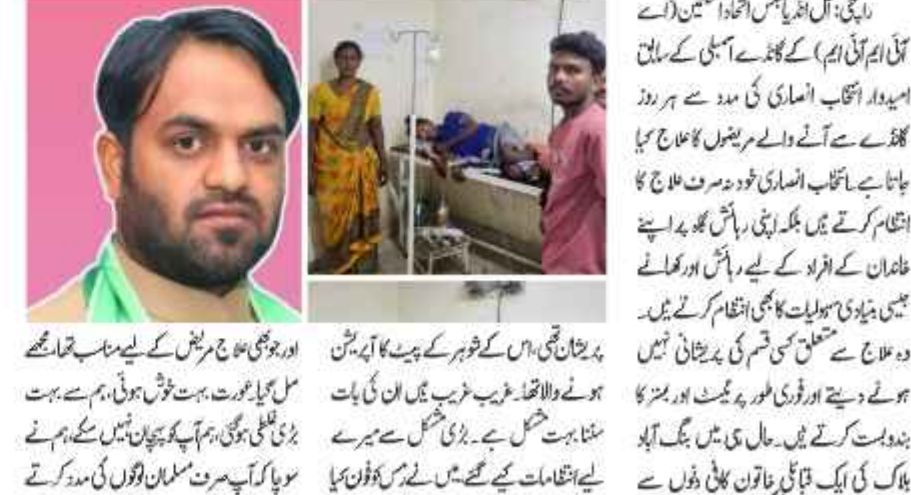 رانچی: آل انڈیا مجلس اتحاد المسلمین (اے
آئی ایم آئی ایم) کے گانڈے اسمبلی کے سابق
امیدوار انتخاب انصاری کی مدد سے ہر روز
گانڈے سے آنے والے مریضوں کا علاج کیا
جاتا ہے۔ انتخاب انصاری خود نہ صرف علاج کا
انتظام کرتے ہیں بلکہ اپنی رہائش گاہ پر اپنے
خاندان کے افراد کے لیے رہائش اور کھانے
جیسی بنیادی سہولیات کا بھی انتظام کرتے ہیں۔
وہ علاج سے متعلق کسی قسم کی پریشانی نہیں
ہونے دیتے اور فوری طور پر ٹیسٹ اور بستر کا
بندوبست کرتے ہیں۔ حال ہی میں بنگ آباد
بلاک کی ایک قبائلی خاتون کافی دنوں سے
پریشان تھی، اس کے شوہر کے پیٹ کا آپریشن
ہونے والا تھا۔ غریب غریب میں ان کی بات
سننا بہت مشکل ہے۔ بڑی مشکل سے میرے
لیے انتظامات کیے گئے، میں نے جس کو فون کیا
اور جو بھی علاج مریض کے لیے مناسب تھا، مجھے
مل گیا۔ عورت بہت خوش ہوئی، ہم سے بہت
بڑی غلطی ہوگئی، ہم آپ کو پہچان نہیں سکے، ہم نے
سوچا کہ آپ صرف مسلمان لوگوں کی مدد کرتے